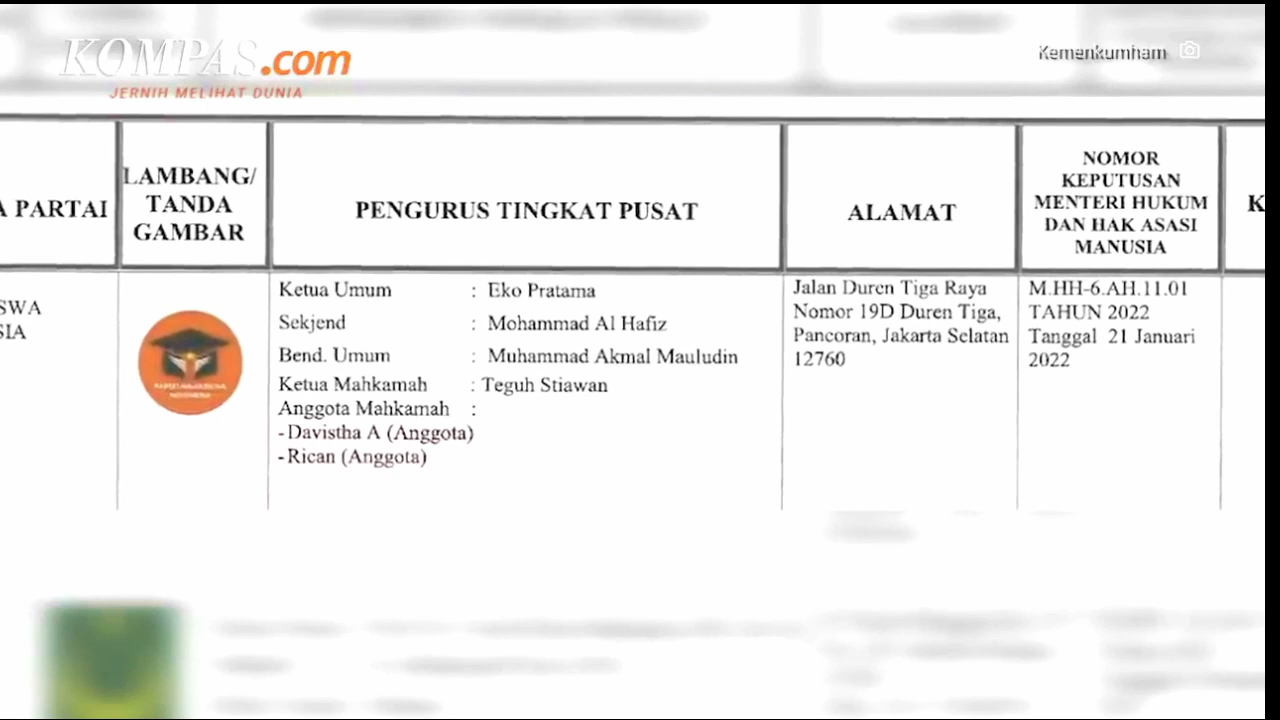 KOMPAS.com
JERNIH MELIHAT DUNIA
Kemenkumham
A PARTAI
LAMBANG/
TANDA
GAMBAR
PENGURUS TINGKAT PUSAT
ALAMAT
NOMOR
KEPUTUSAN
MENTERI HUKUM
DAN HAK ASASI
MANUSIA
K
SWA
SIA
Ketua Umum : Eko Pratama
Sekjend : Mohammad Al Hafiz
Bend. Umum : Muhammad Akmal Mauludin
Ketua Mahkamah : Teguh Stiawan
Anggota Mahkamah :
-Davistha A (Anggota)
-Rican (Anggota)
Jalan Duren Tiga Raya
Nomor 19D Duren Tiga,
Pancoran, Jakarta Selatan
12760
M.HH-6.AH.11.01
TAHUN 2022
Tanggal 21 Januari
2022